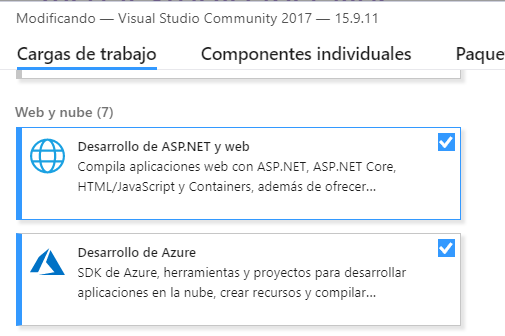 Modificando — Visual Studio Community 2017 — 15.9.11
Cargas de trabajo Componentes individuales
Web y nube (7)
Desarrollo de ASP.NET y web
Compila aplicaciones web con ASP.NET, ASP.NET Core,
HTML/JavaScript y Containers, además de ofrecer...
Desarrollo de Azure
SDK de Azure, herramientas y proyectos para desarrollar
aplicaciones en la nube, crear recursos y compilar...